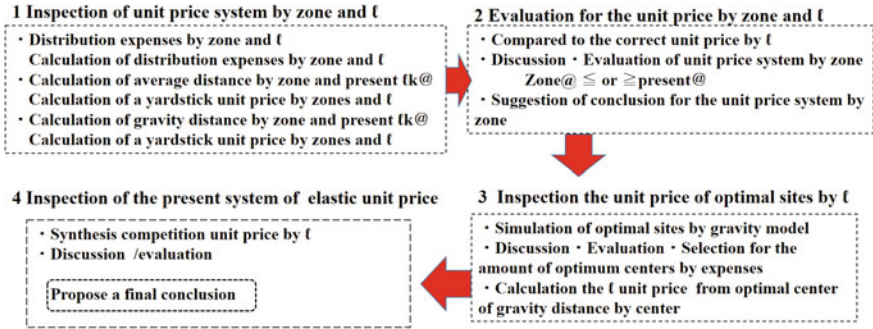 1 Inspection of unit price system by zone and ℓ
・Distribution expenses by zone and ℓ
Calculation of distribution expenses by zone and ℓ
・Calculation of average distance by zone and present ℓk@
Calculation of a yardstick unit price by zones and ℓ
・Calculation of gravity distance by zone and present ℓk@
Calculation of a yardstick unit price by zones and ℓ
2 Evaluation for the unit price by zone and ℓ
・Compared to the correct unit price by ℓ
・Discussion・Evaluation of unit price system by zone
Zone@ ≦ or ≧present@
・Suggestion of conclusion for the unit price system by
zone
3 Inspection the unit price of optimal sites by ℓ
・Simulation of optimal sites by gravity model
・Discussion・Evaluation・Selection for the
amount of optimum centers by expenses
・Calculation the ℓ unit price from optimal center
of gravity distance by center
4 Inspection of the present system of elastic unit price
・Synthesis competition unit price by ℓ
・Discussion /evaluation
Propose a final conclusion